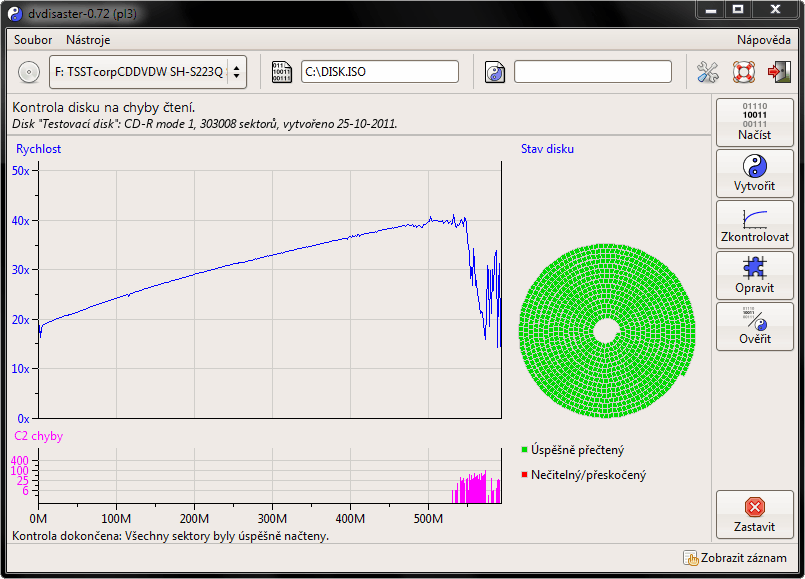 dvdisaster-0.72 (pl3)
Soubor Nástroje Nápověda
F: TSSTcorpCDDVDW SH-S223Q
011..
10011
00111
C:\DISK.ISO
Kontrola disku na chyby čtení.
Disk "Testovací disk": CD-R mode 1, 303008 sektorů, vytvořeno 25-10-2011.
Rychlost
50x
40x
30x
20x
10x
0x
C2 chyby
400
100
25
6
0M 100M 200M 300M 400M 500M
Kontrola dokončena: Všechny sektory byly úspěšně načteny.
Stav disku
Úspěšně přečtený
Nečitelný/přeskočený
01110
10011
00111
Načíst
Vytvořit
Zkontrolovat
Opravit
Ověřit
Zastavit
Zobrazit záznam